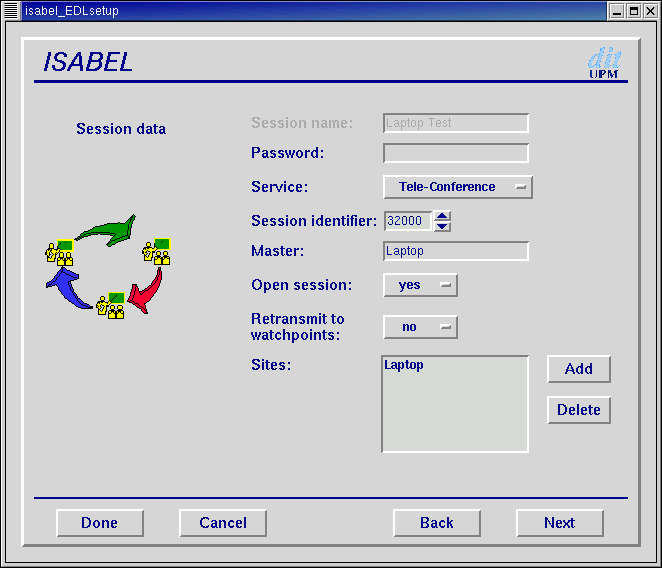 isabel_EDLsetup
ISABEL
dit
UPM
Session data
Session name: Laptop Test
Password:
Service: Tele-Conference
Session identifier: 32000
Master: Laptop
Open session: yes
Retransmit to
watchpoints: no
Sites: Laptop
Add
Delete
Done Cancel Back Next